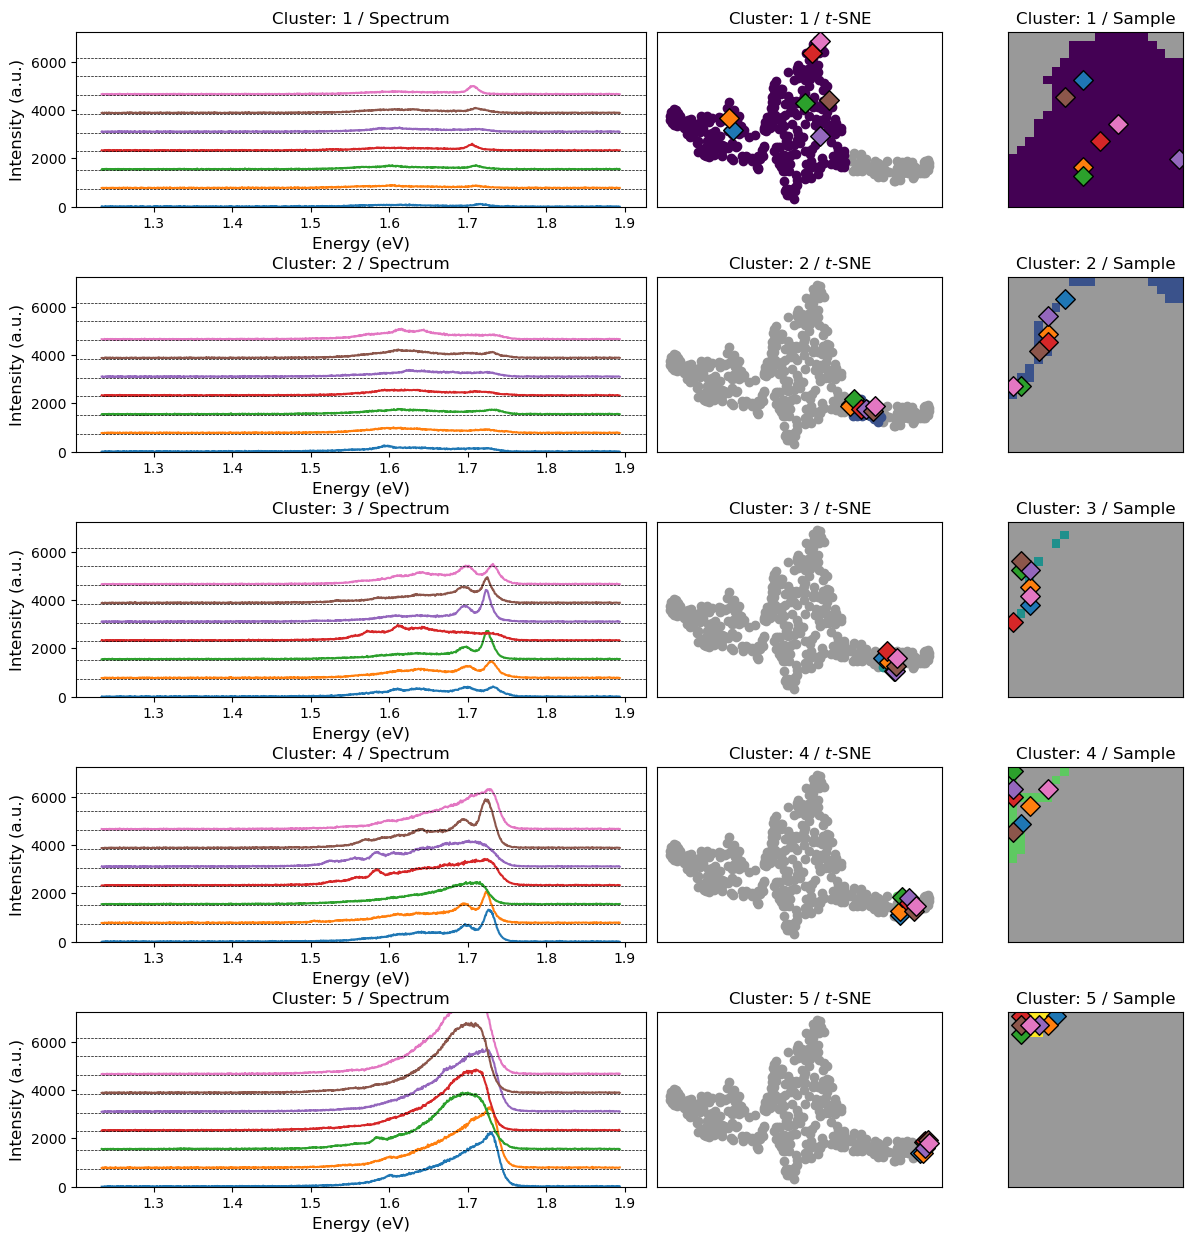 Cluster: 1 / Spectrum
Cluster: 1 / t-SNE
Cluster: 1 / Sample
Intensity (a.u.)
6000
4000
2000
0
1.3 1.4 1.5 1.6 1.7 1.8 1.9
Energy (eV)
Cluster: 2 / Spectrum
Cluster: 2 / t-SNE
Cluster: 2 / Sample
Intensity (a.u.)
6000
4000
2000
0
1.3 1.4 1.5 1.6 1.7 1.8 1.9
Energy (eV)
Cluster: 3 / Spectrum
Cluster: 3 / t-SNE
Cluster: 3 / Sample
Intensity (a.u.)
6000
4000
2000
0
1.3 1.4 1.5 1.6 1.7 1.8 1.9
Energy (eV)
Cluster: 4 / Spectrum
Cluster: 4 / t-SNE
Cluster: 4 / Sample
Intensity (a.u.)
6000
4000
2000
0
1.3 1.4 1.5 1.6 1.7 1.8 1.9
Energy (eV)
Cluster: 5 / Spectrum
Cluster: 5 / t-SNE
Cluster: 5 / Sample
Intensity (a.u.)
6000
4000
2000
0
1.3 1.4 1.5 1.6 1.7 1.8 1.9
Energy (eV)